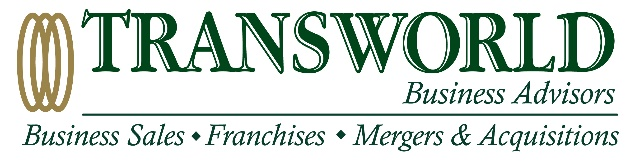 TRANSWORLD
Business Advisors
Business Sales ◆ Franchises ◆ Mergers & Acquisitions